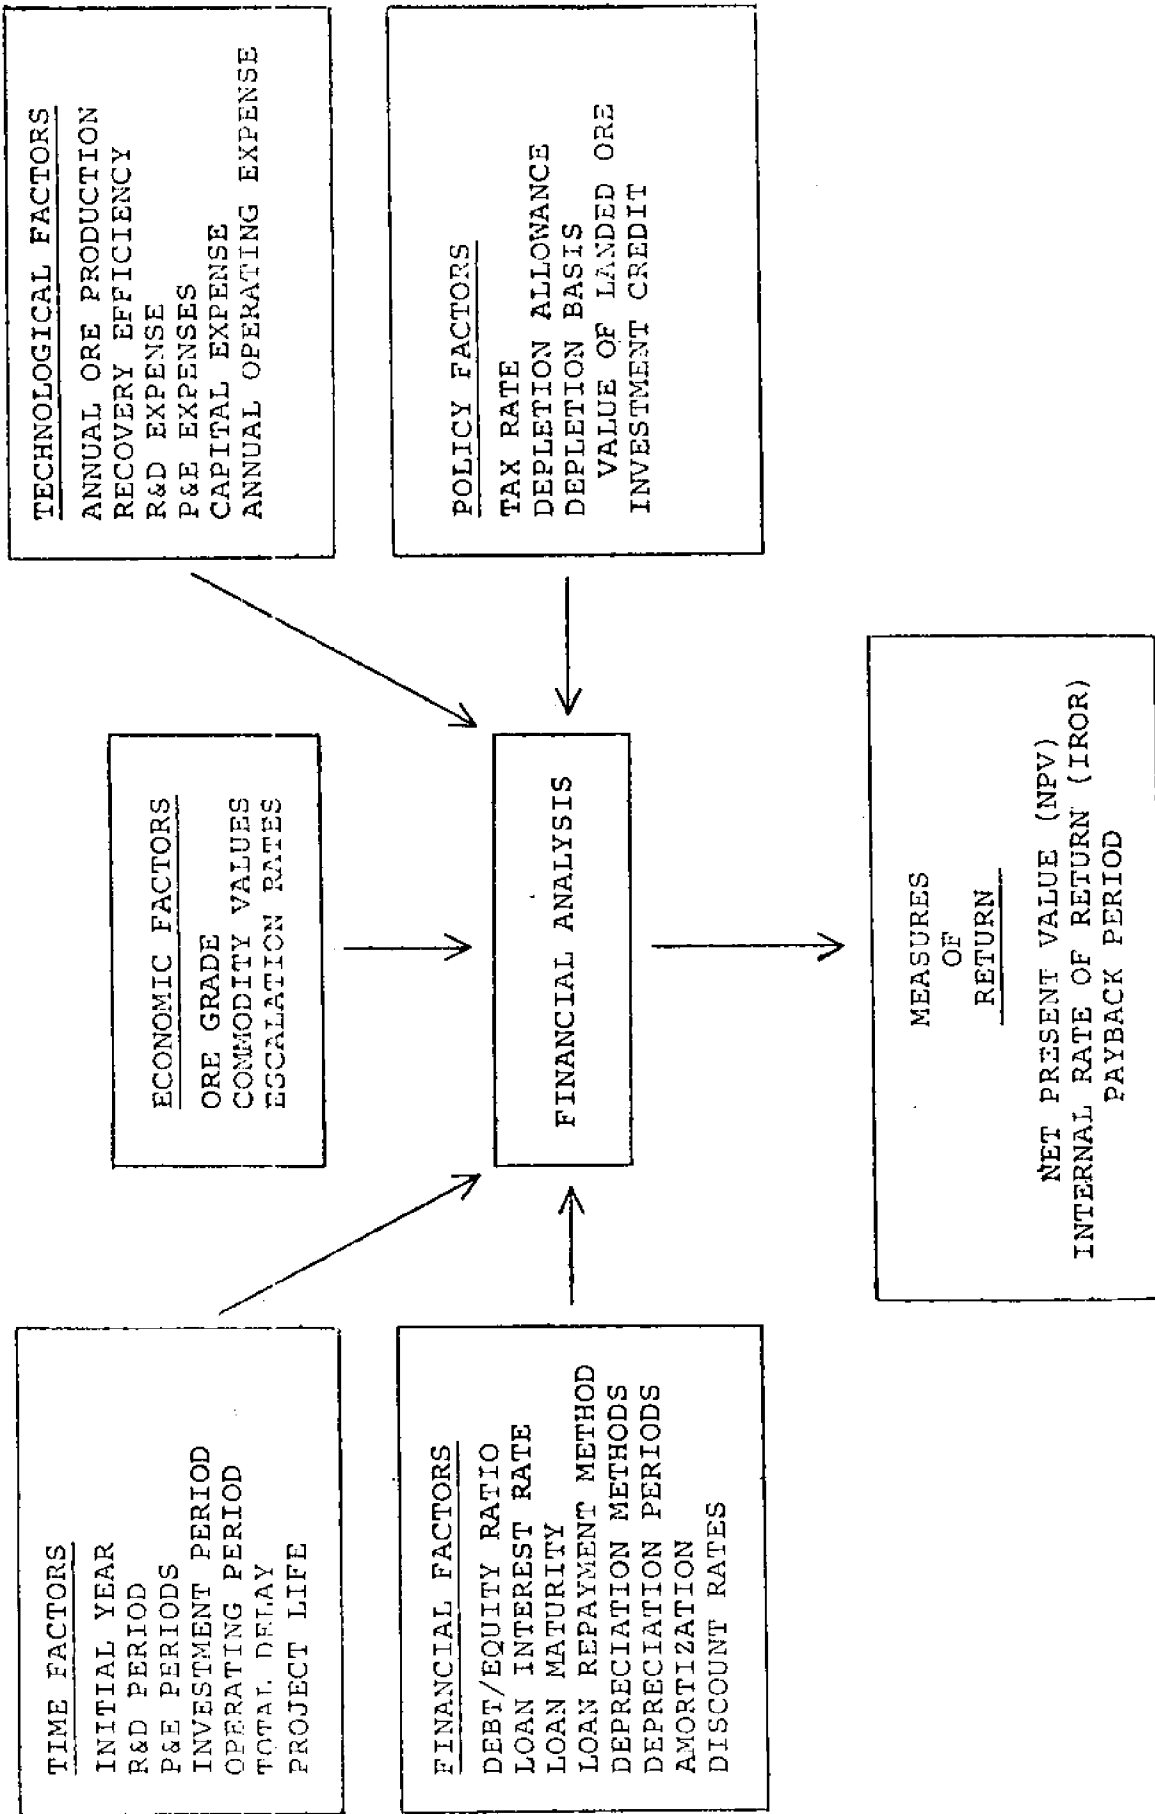 TIME FACTORS
INITIAL YEAR
R&D PERIOD
P&E PERIODS
INVESTMENT PERIOD
OPERATING PERIOD
TOTAL DELAY
PROJECT LIFE
ECONOMIC FACTORS
ORE GRADE
COMMODITY VALUES
ESCALATION RATES
TECHNOLOGICAL FACTORS
ANNUAL ORE PRODUCTION
RECOVERY EFFICIENCY
R&D EXPENSE
P&E EXPENSES
CAPITAL EXPENSE
ANNUAL OPERATING EXPENSE
FINANCIAL FACTORS
DEBT/EQUITY RATIO
LOAN INTEREST RATE
LOAN MATURITY
LOAN REPAYMENT METHOD
DEPRECIATION METHODS
DEPRECIATION PERIODS
AMORTIZATION
DISCOUNT RATES
FINANCIAL ANALYSIS
POLICY FACTORS
TAX RATE
DEPLETION ALLOWANCE
DEPLETION BASIS
VALUE OF LANDED ORE
INVESTMENT CREDIT
MEASURES
OF
RETURN
NET PRESENT VALUE (NPV)
INTERNAL RATE OF RETURN (IROR)
PAYBACK PERIOD